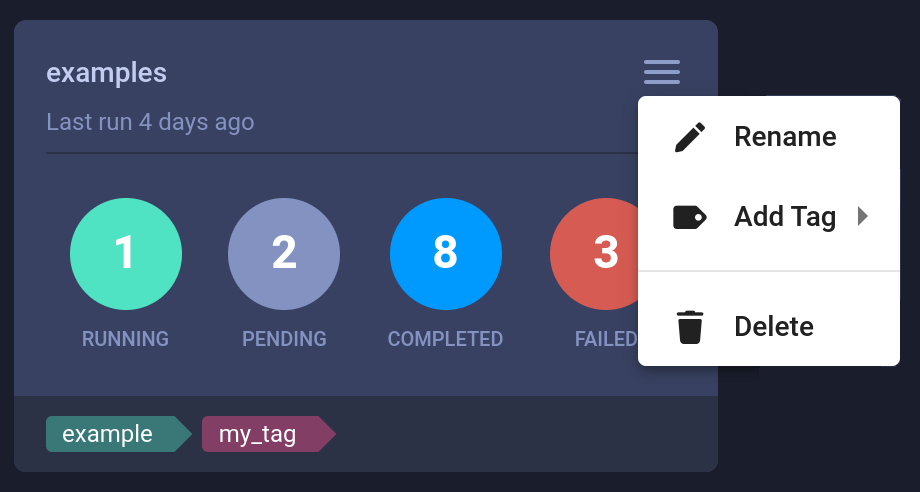 examples
Last run 4 days ago
Rename
Add Tag
Delete
1 2 8 3
RUNNING PENDING COMPLETED FAILED
example my_tag